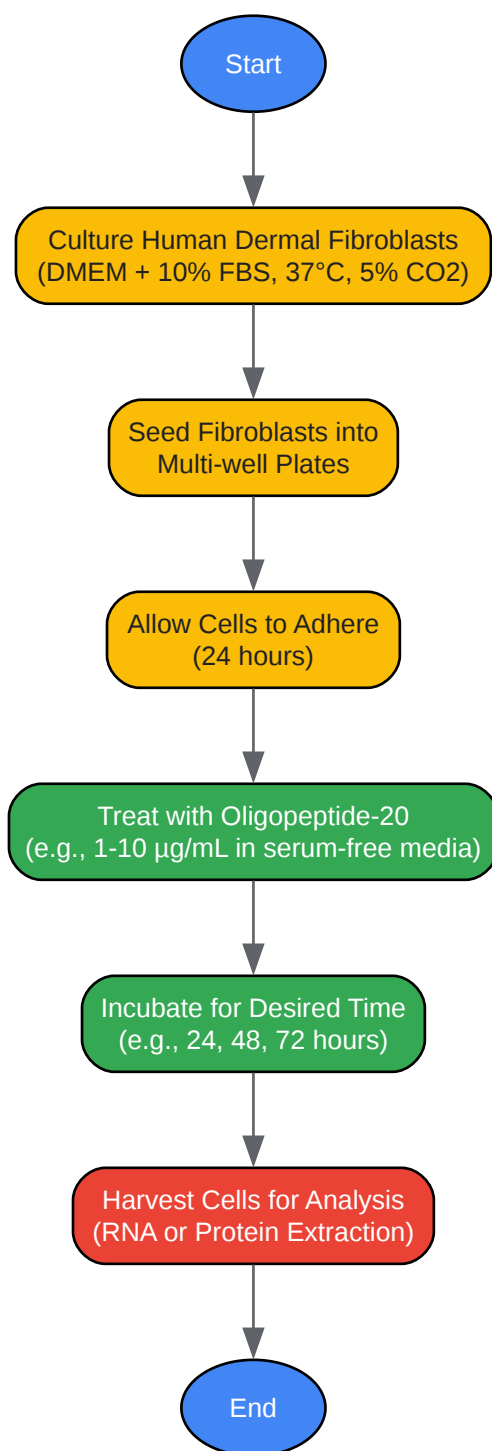 Start
Culture Human Dermal Fibroblasts
(DMEM + 10% FBS, 37°C, 5% CO2)
Seed Fibroblasts into
Multi-well Plates
Allow Cells to Adhere
(24 hours)
Treat with Oligopeptide-20
(e.g., 1-10 µg/mL in serum-free media)
Incubate for Desired Time
(e.g., 24, 48, 72 hours)
Harvest Cells for Analysis
(RNA or Protein Extraction)
End